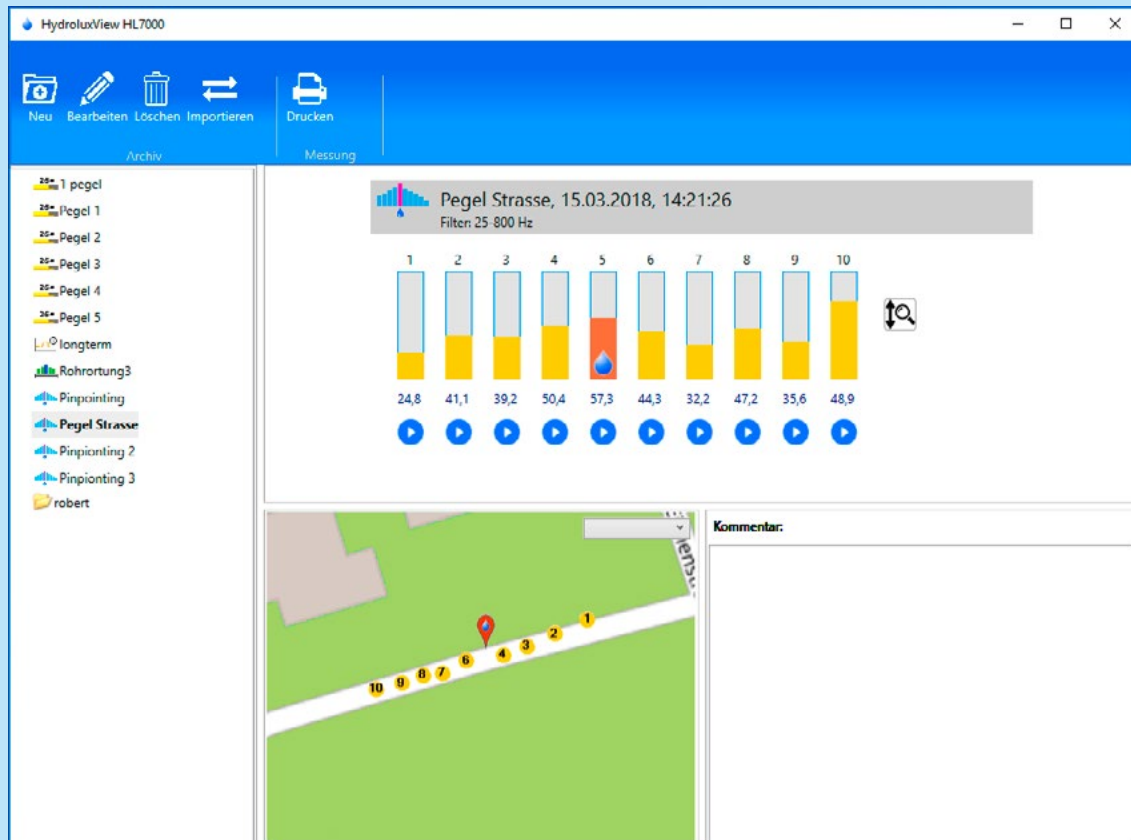 HydroluxView HL7000
Neu Bearbeiten Löschen Importieren Drucken
Archiv Messung
1 pegel
Pegel 1
Pegel 2
Pegel 3
Pegel 4
Pegel 5
longterm
Rohrortung3
Pinpointing
Pegel Strasse
Pinpionting 2
Pinpionting 3
robert
Pegel Strasse, 15.03.2018, 14:21:26
Filter: 25-800 Hz
1 2 3 4 5 6 7 8 9 10
24,8 41,1 39,2 50,4 57,3 44,3 32,2 47,2 35,6 48,9
Kommentar:
1
2
3
4
6
7
8
9
10